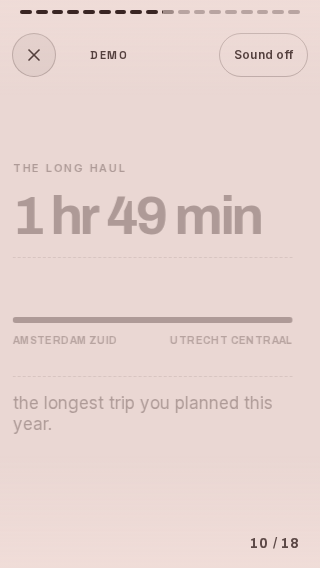 DEMO
Sound off
THE LONG HAUL
1 hr 49 min
AMSTERDAM ZUID
UTRECHT CENTRAAL
the longest trip you planned this
year.
10 / 18